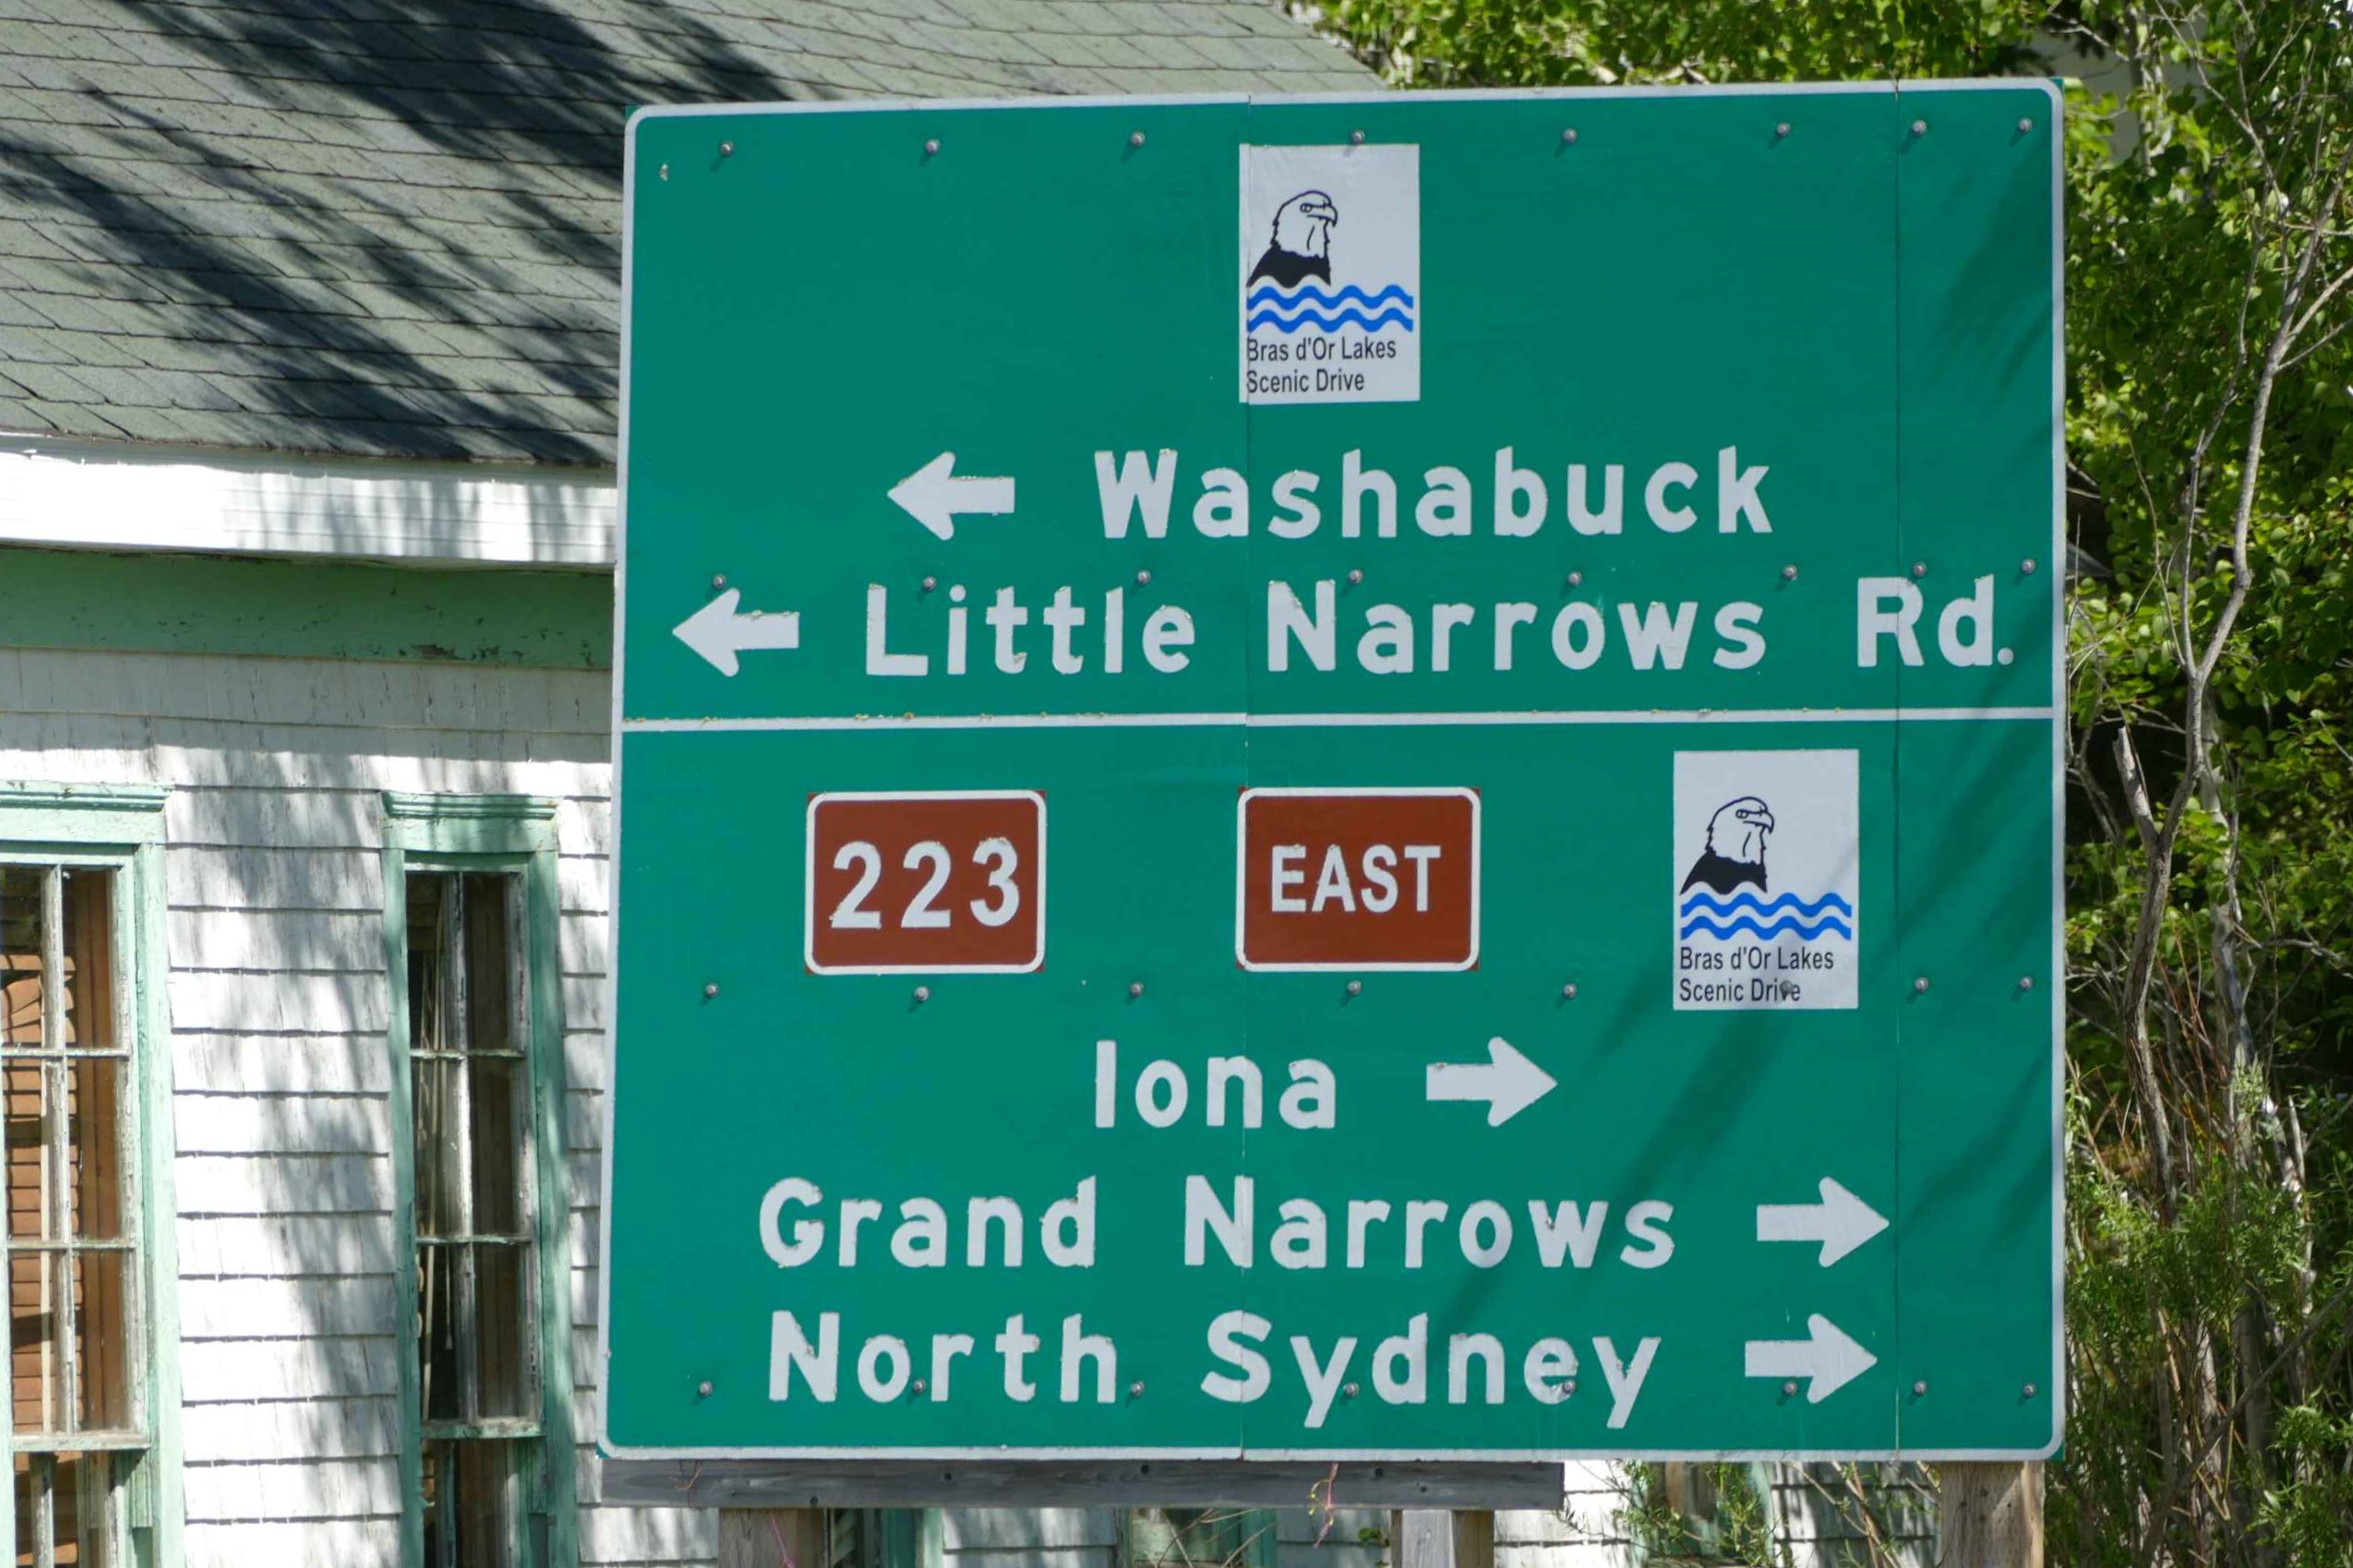 Bras d'Or Lakes
Scenic Drive
Washabuck
Little Narrows Rd.
223 EAST
Bras d'Or Lakes
Scenic Drive
Iona
Grand Narrows
North Sydney